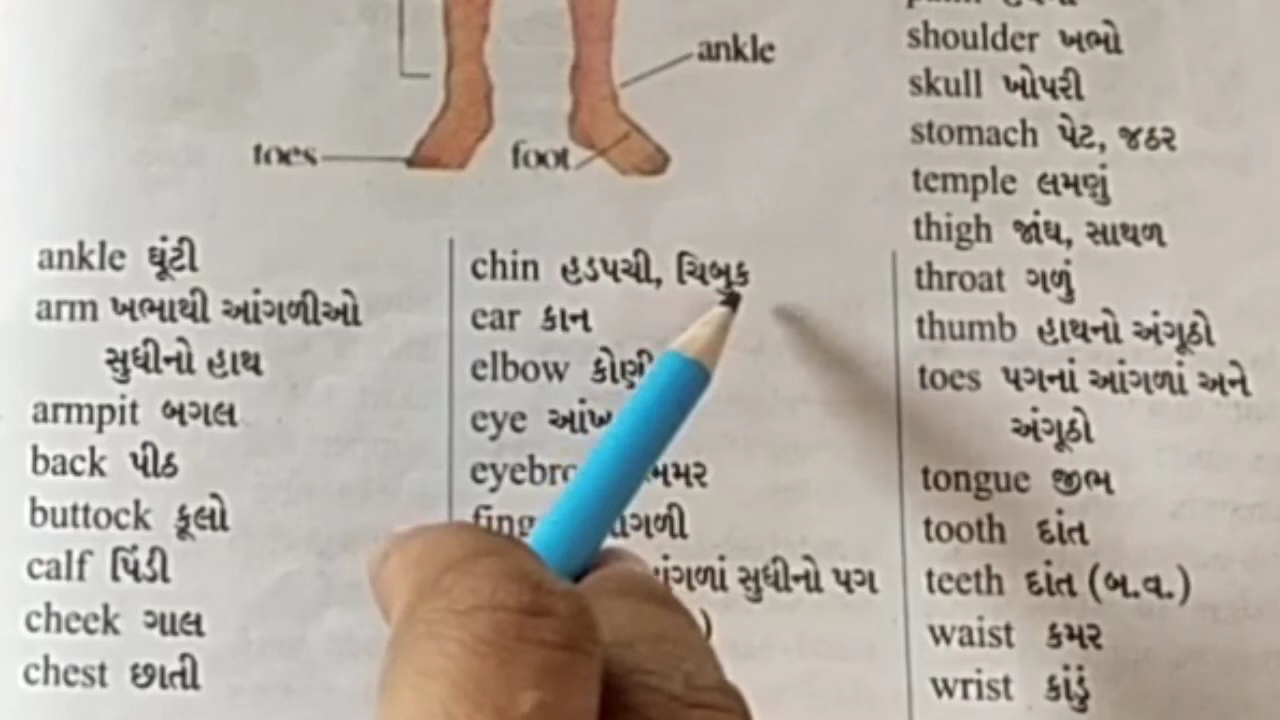 ankle
toes
foot
ankle ઘૂંટી
arm ખભાથી આંગળીઓ
સુધીનો હાથ
armpit બગલ
back પીઠ
buttock કૂલો
calf પિંડી
cheek ગાલ
chest છાતી
chin હડપચી, ચિબુક
ear કાન
elbow કોણી
eye આંખ
સુધીનો પગ
shoulder ખભો
skull ખોપરી
stomach પેટ, જઠર
temple લમણું
thigh જાંઘ, સાથળ
throat ગળું
thumb હાથનો અંગૂઠો
toes પગનાં આંગળાં અને
અંગૂઠો
tongue જીભ
tooth દાંત
teeth દાંત (બ.વ.)
waist કમર
wrist કાંડું